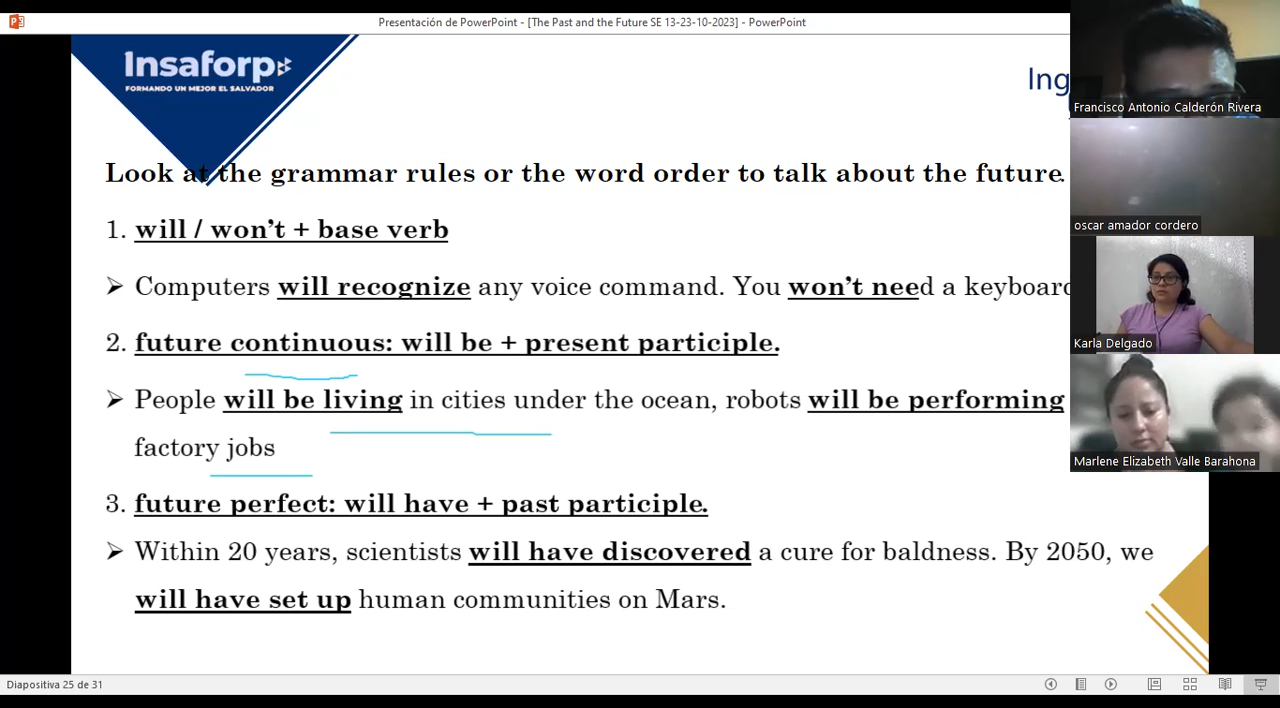 Presentación de PowerPoint - [The Past and the Future SE 13-23-10-2023] - PowerPoint
Insaforp
FORMANDO UN MEJOR EL SALVADOR
Ing
Look at the grammar rules or the word order to talk about the future.
1. will / won't + base verb
➢ Computers will recognize any voice command. You won't need a keyboard
2. future continuous: will be + present participle.
➢ People will be living in cities under the ocean, robots will be performing
factory jobs
3. future perfect: will have + past participle.
➢ Within 20 years, scientists will have discovered a cure for baldness. By 2050, we
will have set up human communities on Mars.
Francisco Antonio Calderón Rivera
oscar amador cordero
Karla Delgado
Marlene Elizabeth Valle Barahona
Diapositiva 25 de 31